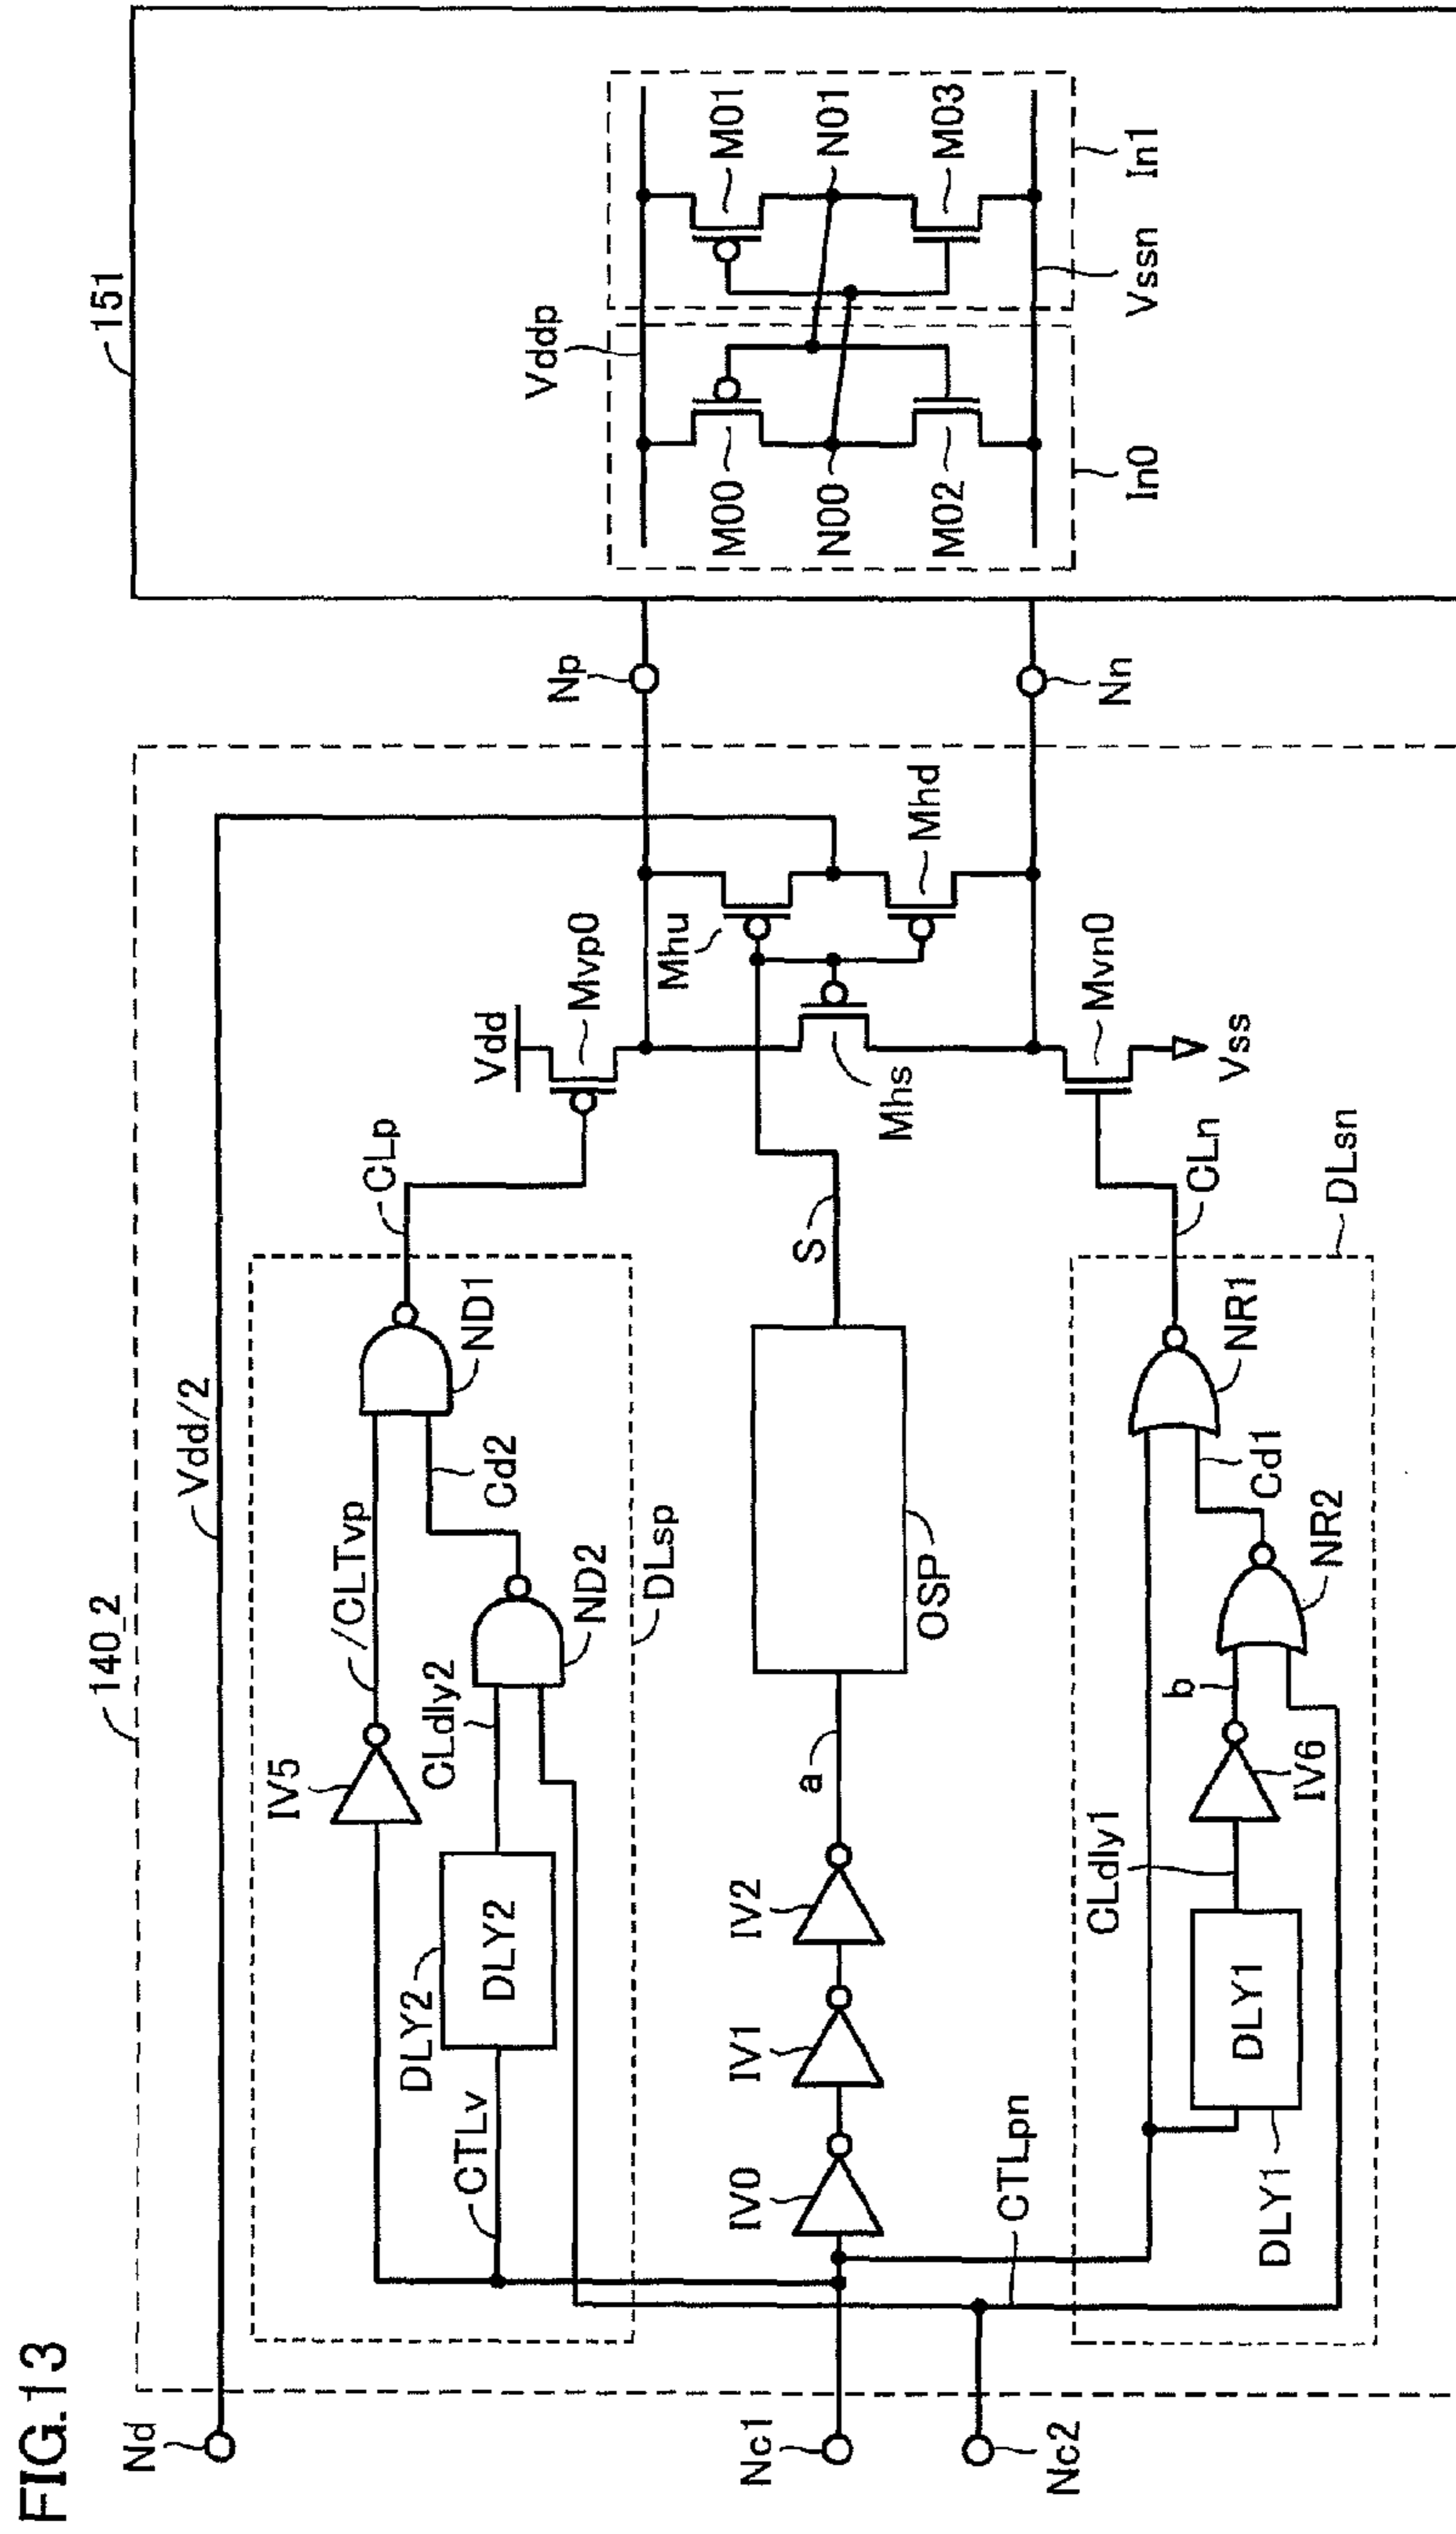 FIG.13
140_2
151
Nd
Vdd/2
IV5
/CLTvp
ND1
CLp
Vdd
Mvp0
Np
Vddp
CTLv
DLY2
DLY2
CLdly2
ND2
Cd2
DLsp
Mhu
M00
M01
Nc1
IV0
IV1
IV2
a
OSP
S
Mhs
Mhd
N00
N01
M02
M03
Nc2
CTLpn
CLdly1
DLY1
DLY1
IV6
b
NR2
Cd1
NR1
CLn
DLsn
Mvn0
Vss
Nn
In0
Vssn
In1